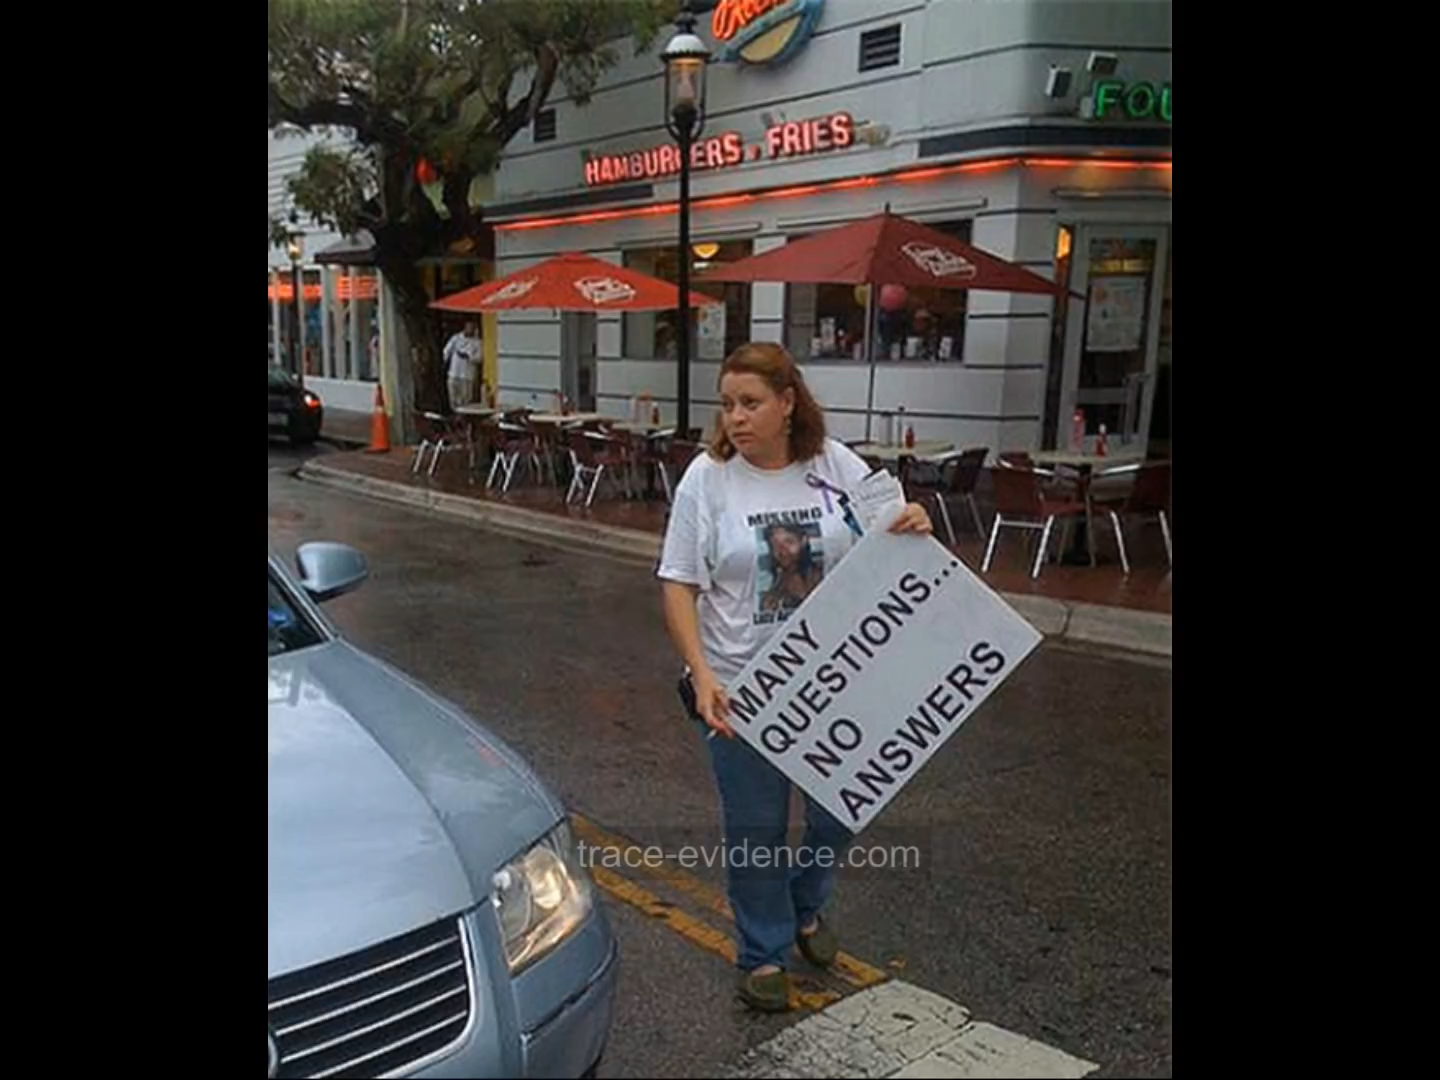 HAMBURGERS . FRIES
MISSING
MANY
QUESTIONS...
NO
ANSWERS
trace-evidence.com